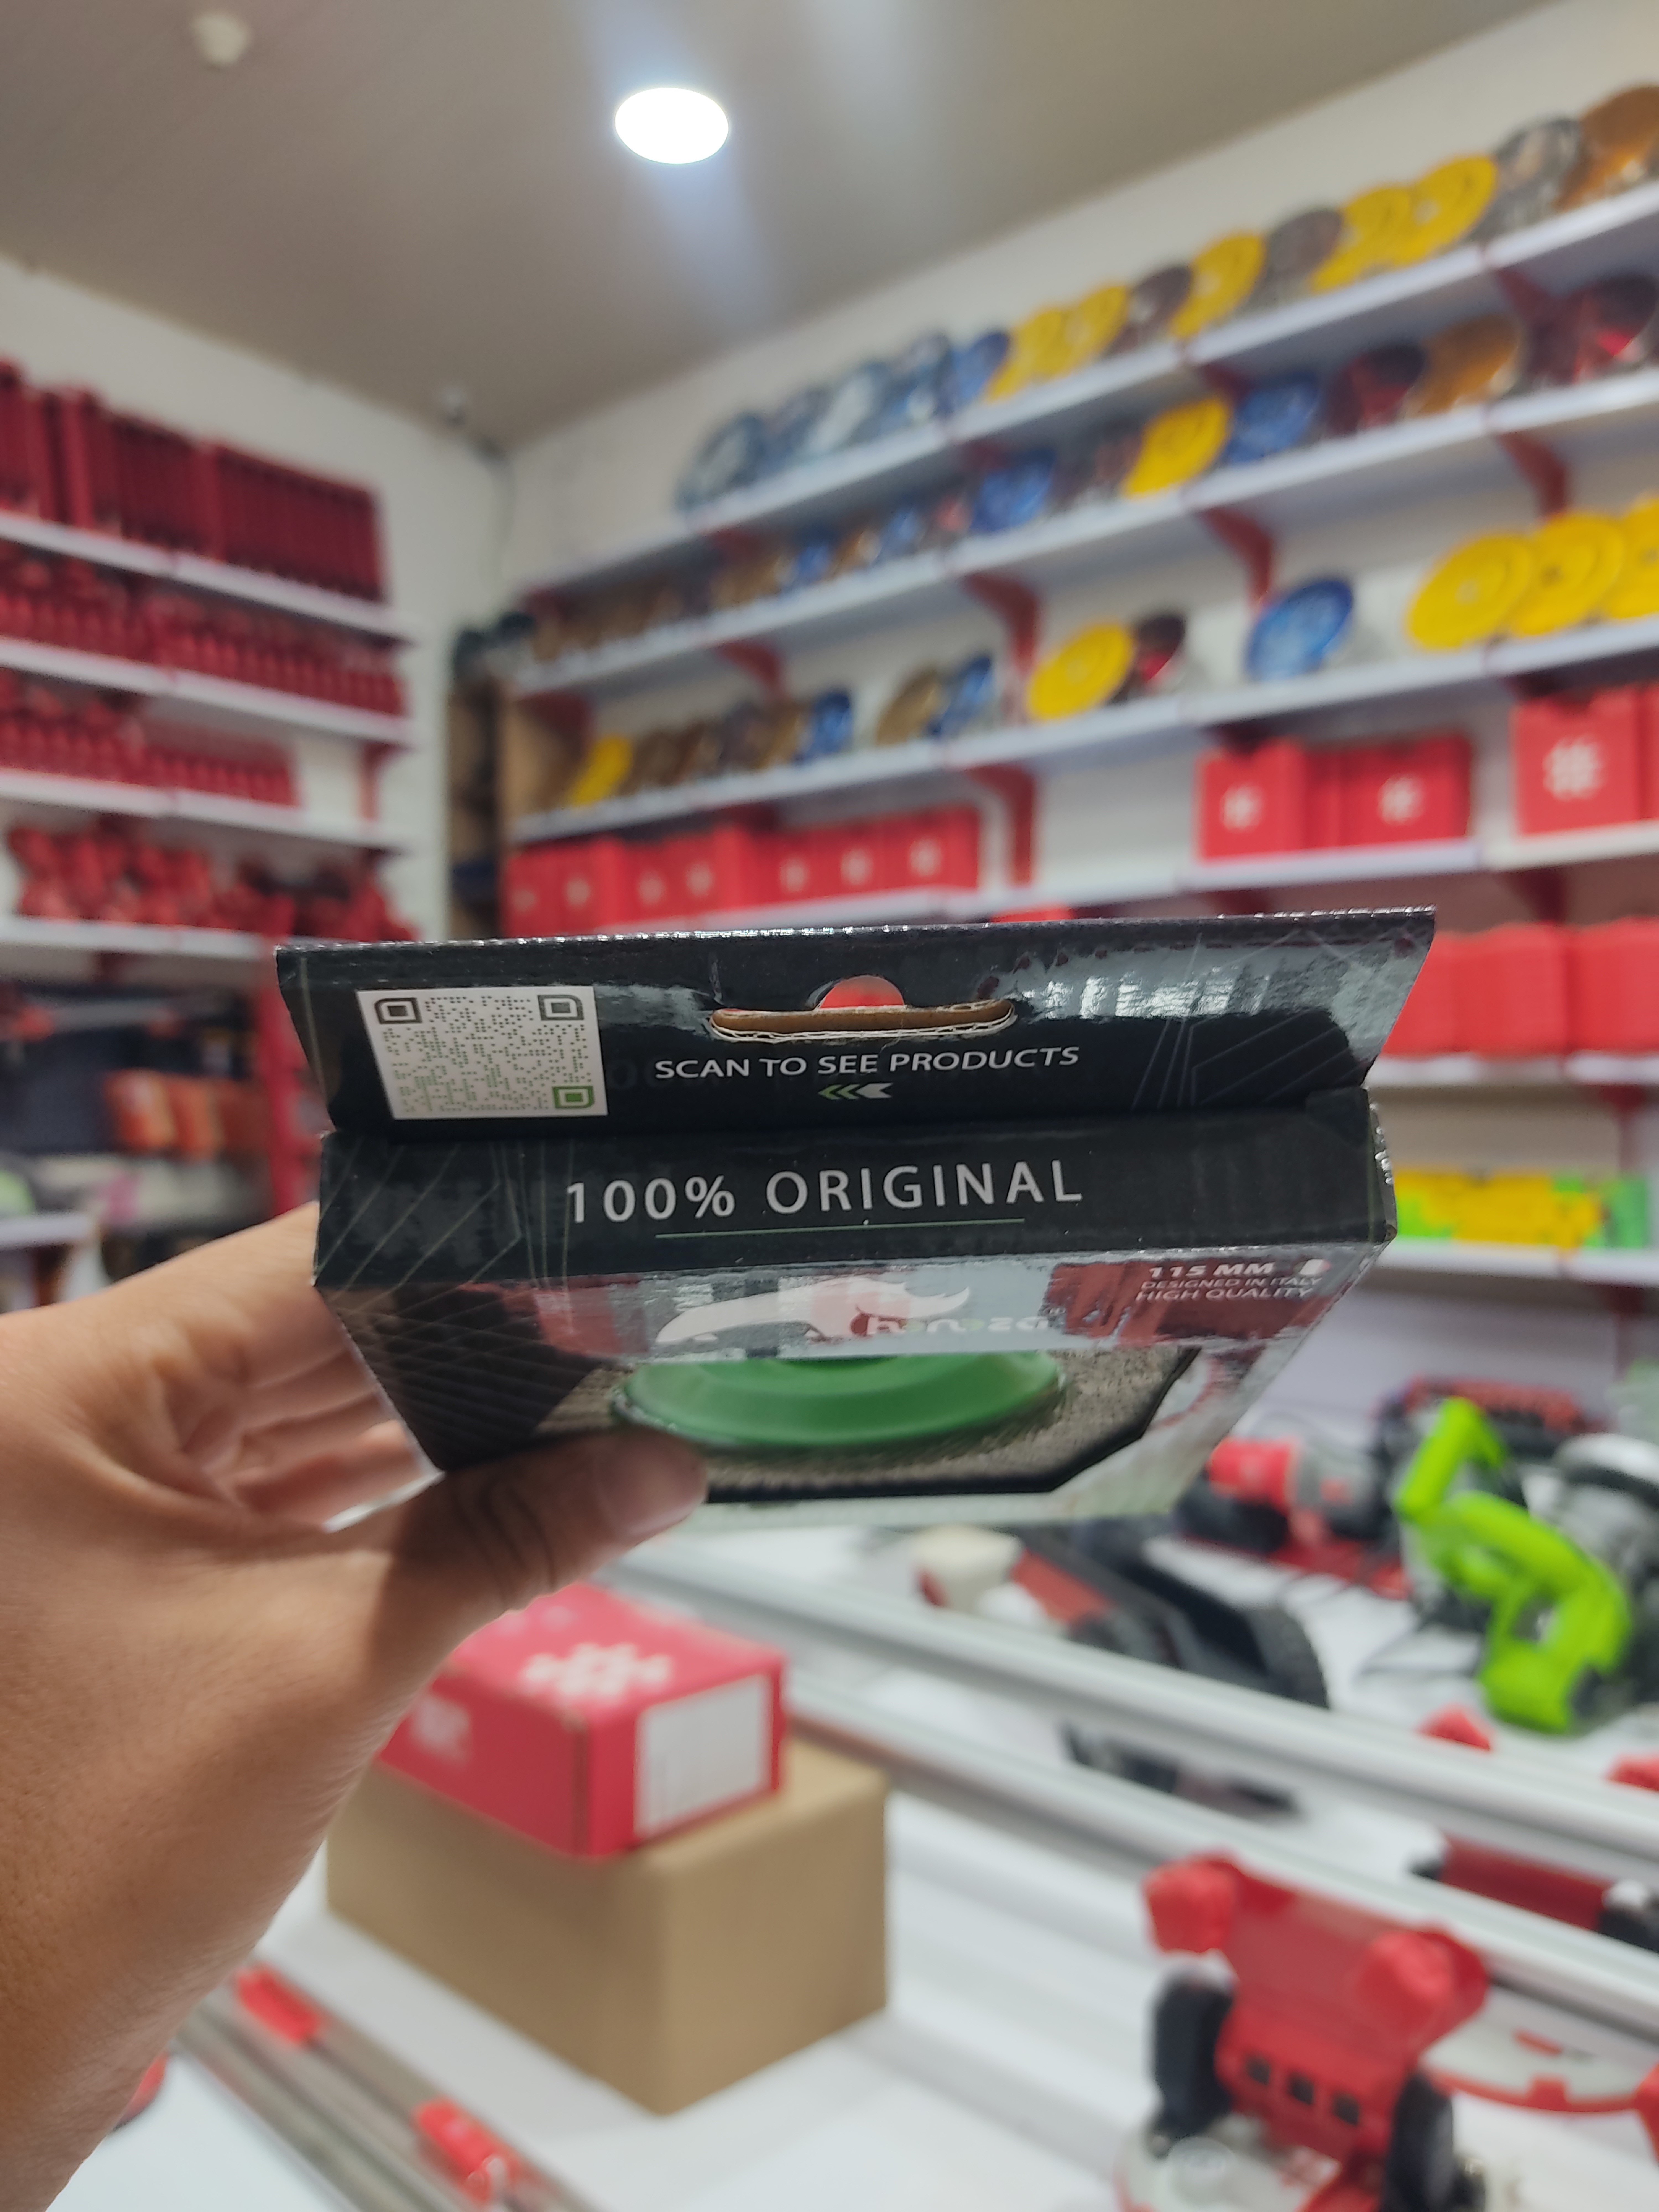 SCAN TO SEE PRODUCTS
100% ORIGINAL
115 MM
DESIGNED IN ITALY
HIGH QUALITY